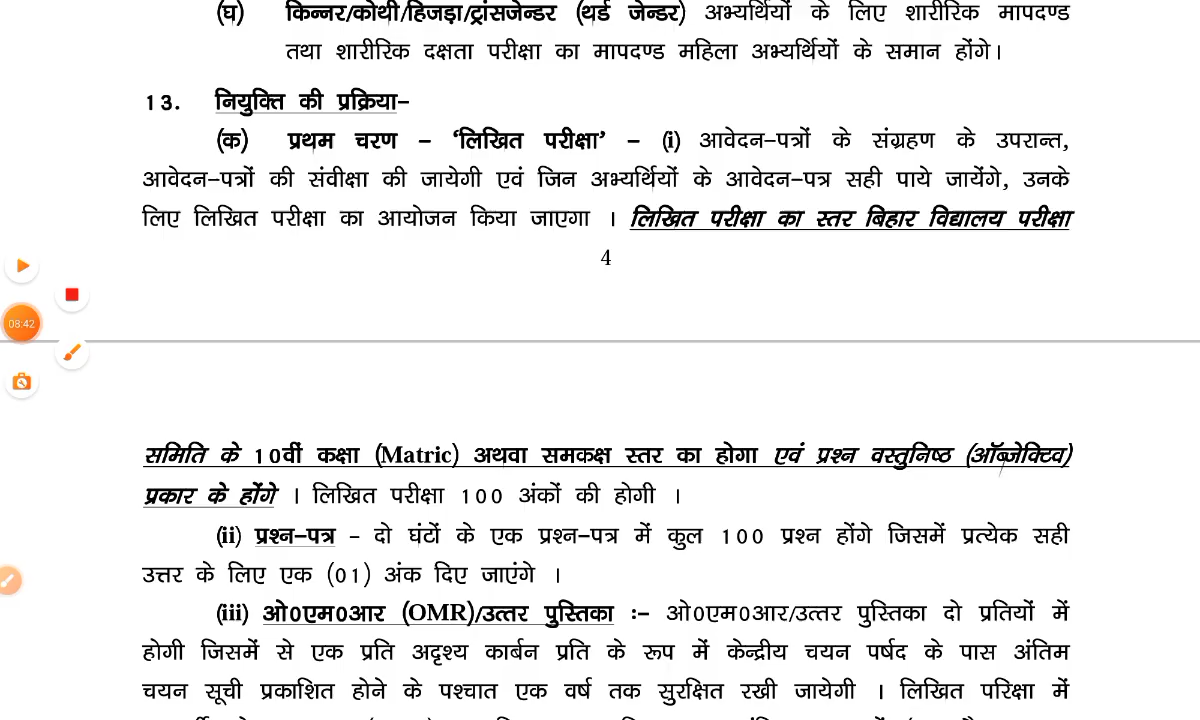 (घ) किन्नर/कोथी/हिजड़ा/ट्रांसजेन्डर (थर्ड जेन्डर) अभ्यर्थियों के लिए शारीरिक मापदण्ड
तथा शारीरिक दक्षता परीक्षा का मापदण्ड महिला अभ्यर्थियों के समान होंगे।
13. नियुक्ति की प्रक्रिया–
(क) प्रथम चरण – ‘लिखित परीक्षा’ – (i) आवेदन–पत्रों के संग्रहण के उपरान्त,
आवेदन–पत्रों की संवीक्षा की जायेगी एवं जिन अभ्यर्थियों के आवेदन–पत्र सही पाये जायेंगे, उनके
लिए लिखित परीक्षा का आयोजन किया जाएगा । लिखित परीक्षा का स्तर बिहार विद्यालय परीक्षा
4
08:42
समिति के 10वीं कक्षा (Matric) अथवा समकक्ष स्तर का होगा एवं प्रश्न वस्तुनिष्ठ (ऑब्जेक्टिव)
प्रकार के होंगे । लिखित परीक्षा 100 अंकों की होगी ।
(ii) प्रश्न–पत्र - दो घंटों के एक प्रश्न–पत्र में कुल 100 प्रश्न होंगे जिसमें प्रत्येक सही
उत्तर के लिए एक (01) अंक दिए जाएंगे ।
(iii) ओ0एम0आर (OMR)/उत्तर पुस्तिका :– ओ0एम0आर/उत्तर पुस्तिका दो प्रतियों में
होगी जिसमें से एक प्रति अदृश्य कार्बन प्रति के रूप में केन्द्रीय चयन पर्षद के पास अंतिम
चयन सूची प्रकाशित होने के पश्चात एक वर्ष तक सुरक्षित रखी जायेगी । लिखित परिक्षा में